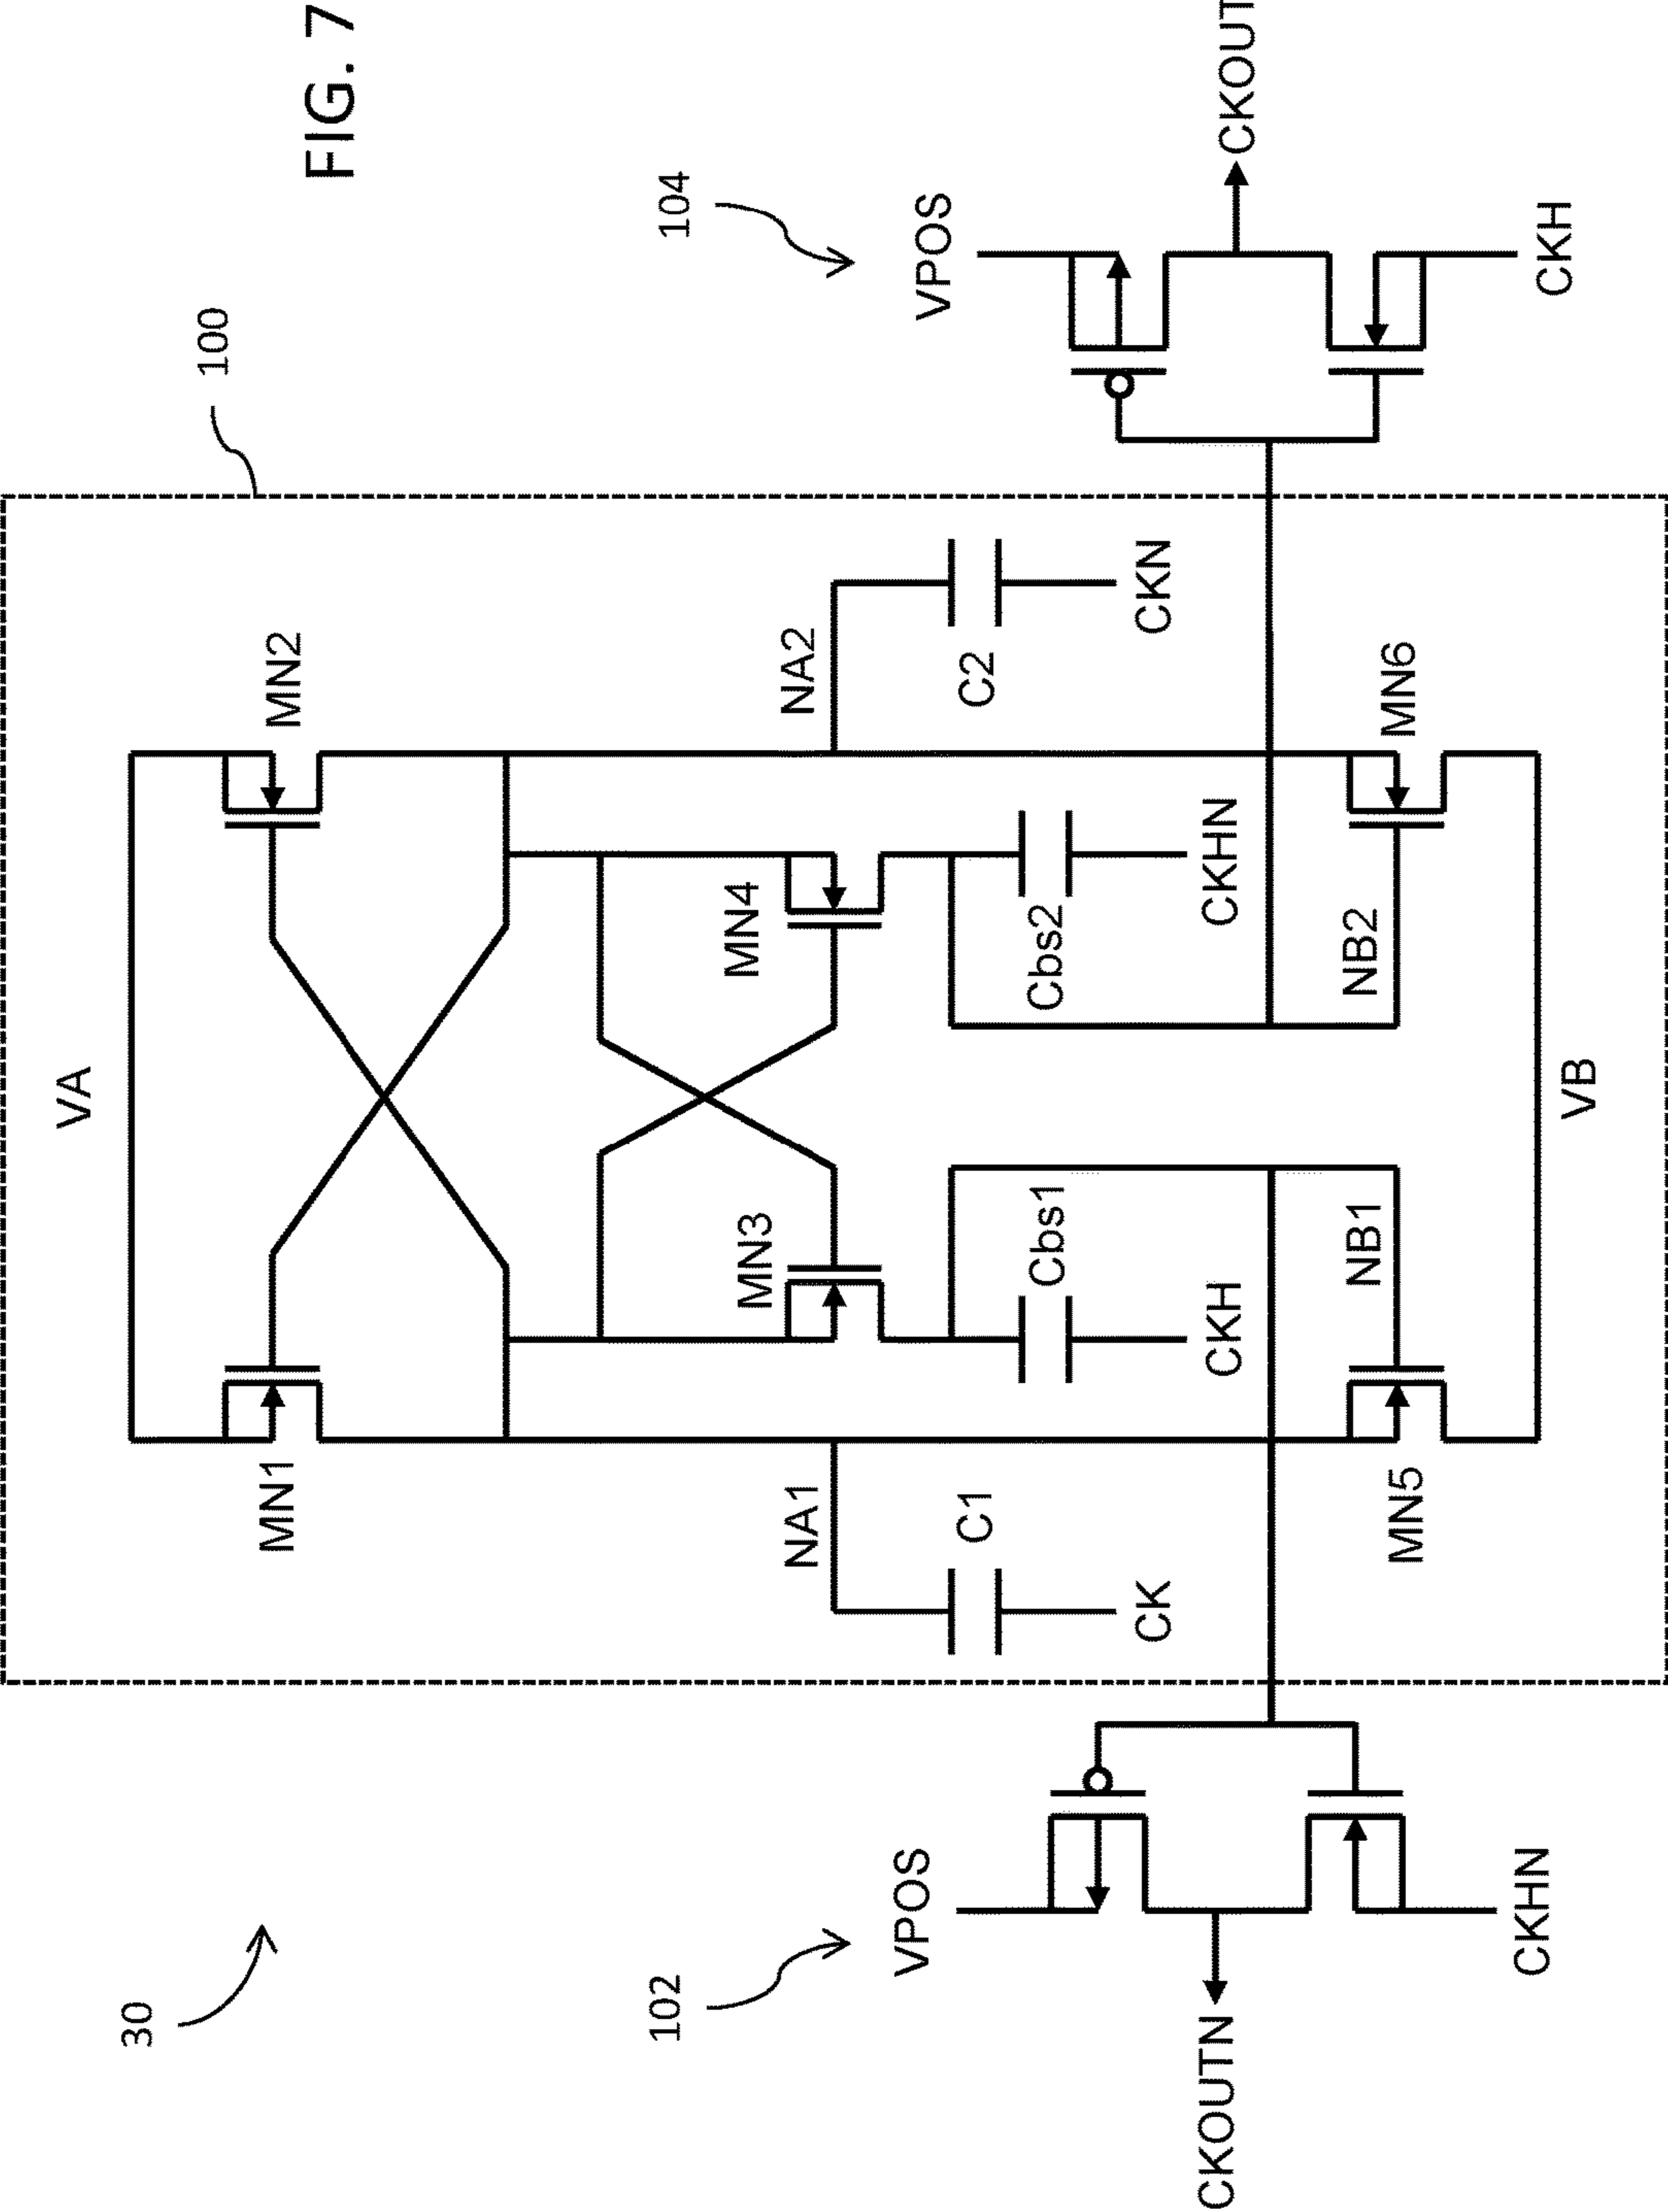 FIG. 7
30
100
VA
MN1
MN2
102
104
VPOS
VPOS
NA1
NA2
MN3
MN4
C1
C2
Cbs1
Cbs2
CK
CKH
CKHN
CKN
CKOUTN
CKOUT
NB1
NB2
MN5
MN6
CKHN
CKH
VB